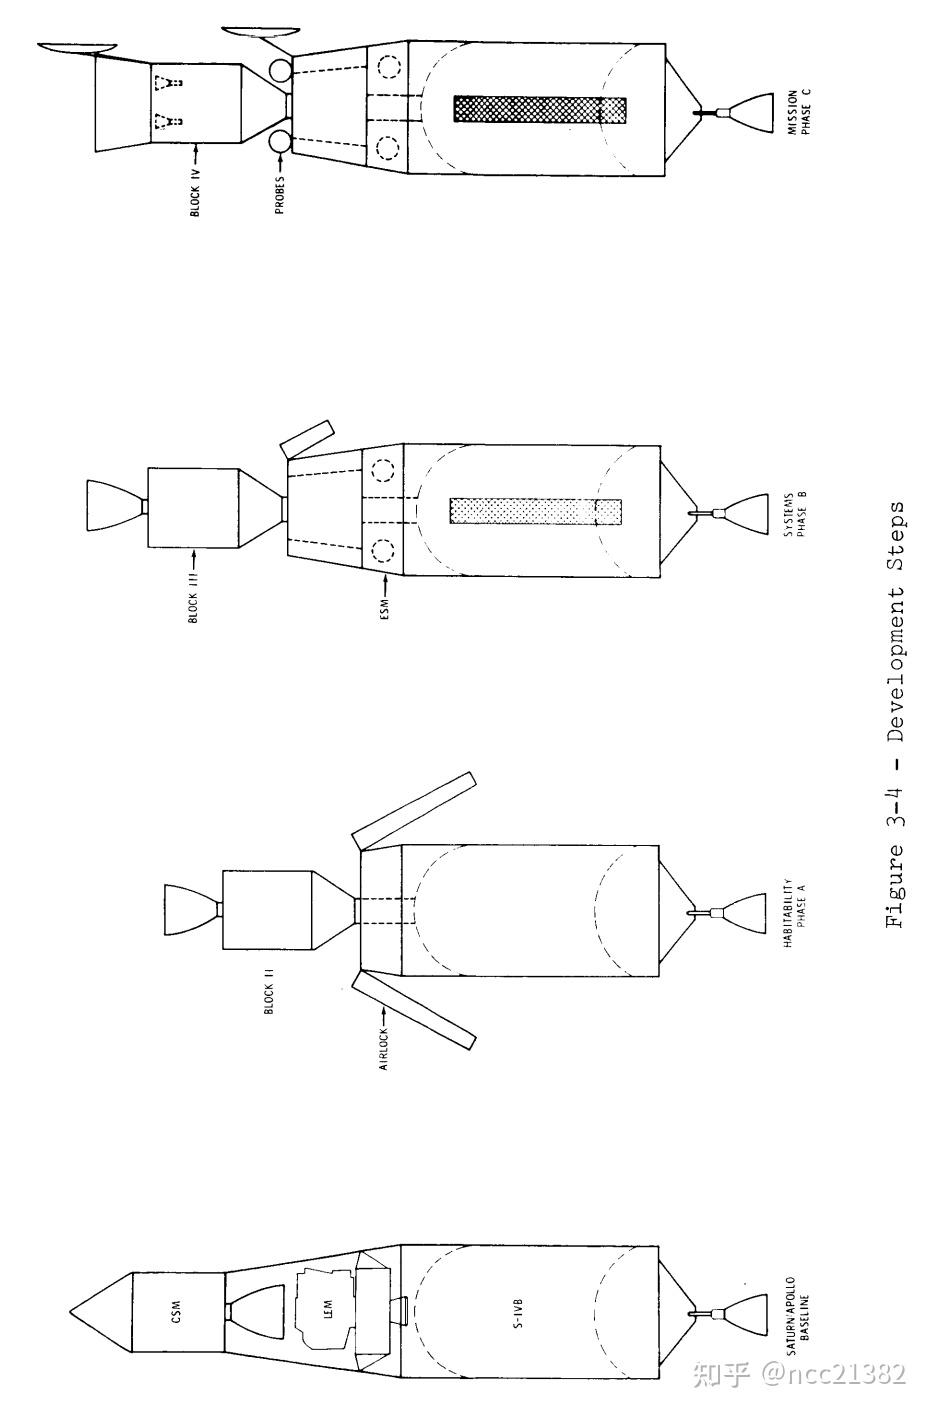 CSM
LEM
S-IVB
SATURN/APOLLO
BASELINE
BLOCK II
AIRLOCK
HABITABILITY
PHASE A
BLOCK III
ESM
SYSTEMS
PHASE B
BLOCK IV
PROBES
MISSION
PHASE C
Figure 3-4 - Development Steps
知乎 @ncc21382